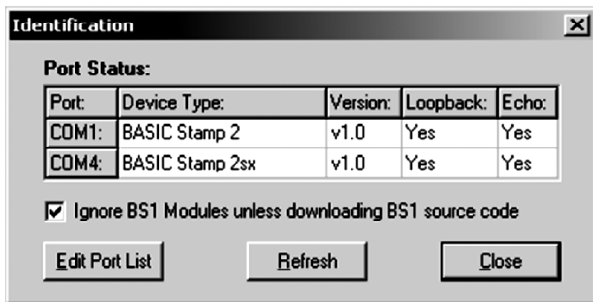 Identification
Port Status:
Port: Device Type: Version: Loopback: Echo:
COM1: BASIC Stamp 2 v1.0 Yes Yes
COM4: BASIC Stamp 2sx v1.0 Yes Yes
Ignore BS1 Modules unless downloading BS1 source code
Edit Port List Refresh Close